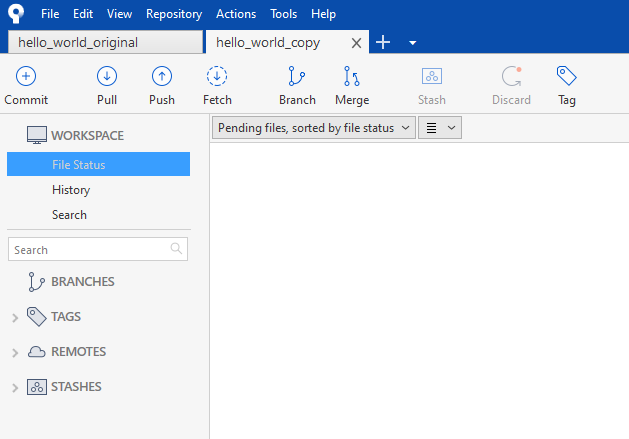 File Edit View Repository Actions Tools Help
hello_world_original hello_world_copy
Commit Pull Push Fetch Branch Merge Stash Discard Tag
WORKSPACE
Pending files, sorted by file status
File Status
History
Search
Search
BRANCHES
TAGS
REMOTES
STASHES